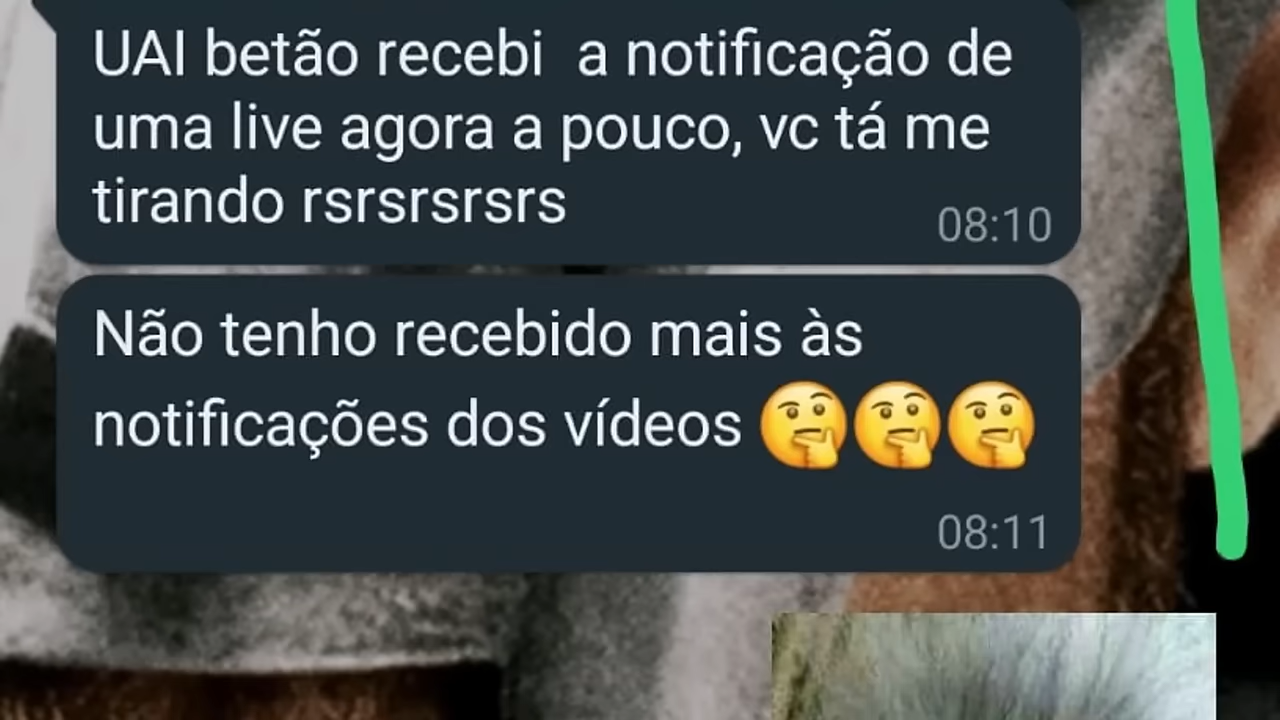 UAI betão recebi  a notificação de
uma live agora a pouco, vc tá me
tirando rsrsrsrsrs
08:10
Não tenho recebido mais às
notificações dos vídeos 🤔🤔🤔
08:11